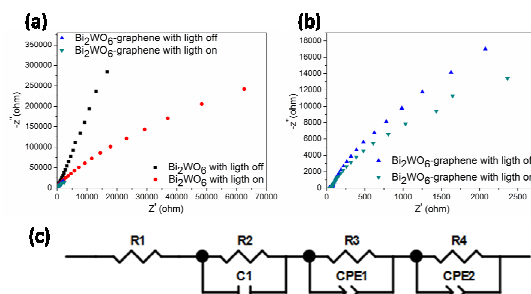 (a)
Bi2WO6-graphene with ligth off
Bi2WO6-graphene with ligth on
350000
300000
250000
200000
150000
100000
50000
0
-Z'' (ohm)
Bi2WO6 with ligth off
Bi2WO6 with ligth on
0 10000 20000 30000 40000 50000 60000 70000
Z' (ohm)
(b)
18000
16000
14000
12000
10000
8000
6000
4000
2000
0
-Z'' (ohm)
Bi2WO6-graphene with ligth of
Bi2WO6-graphene with ligth on
0 500 1000 1500 2000 2500
Z' (ohm)
(c)
R1 R2 R3 R4
C1 CPE1 CPE2